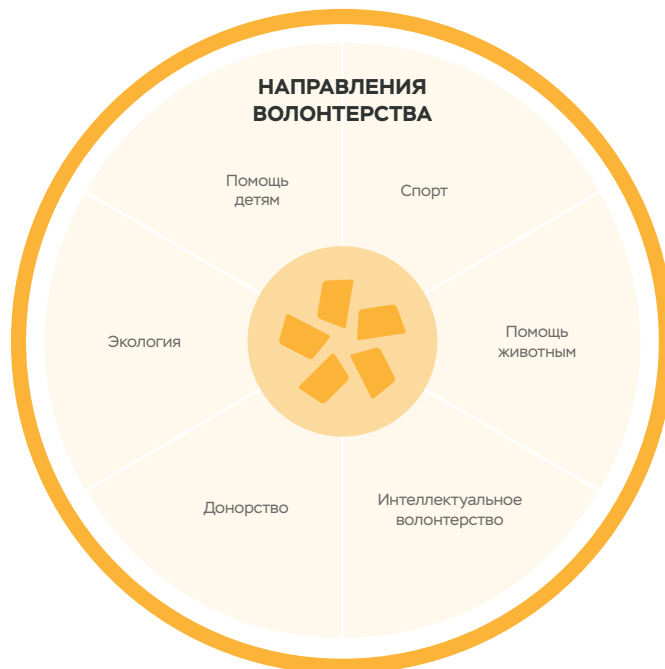 НАПРАВЛЕНИЯ
ВОЛОНТЕРСТВА
Помощь
детям
Спорт
Экология
Помощь
животным
Донорство
Интеллектуальное
волонтерство